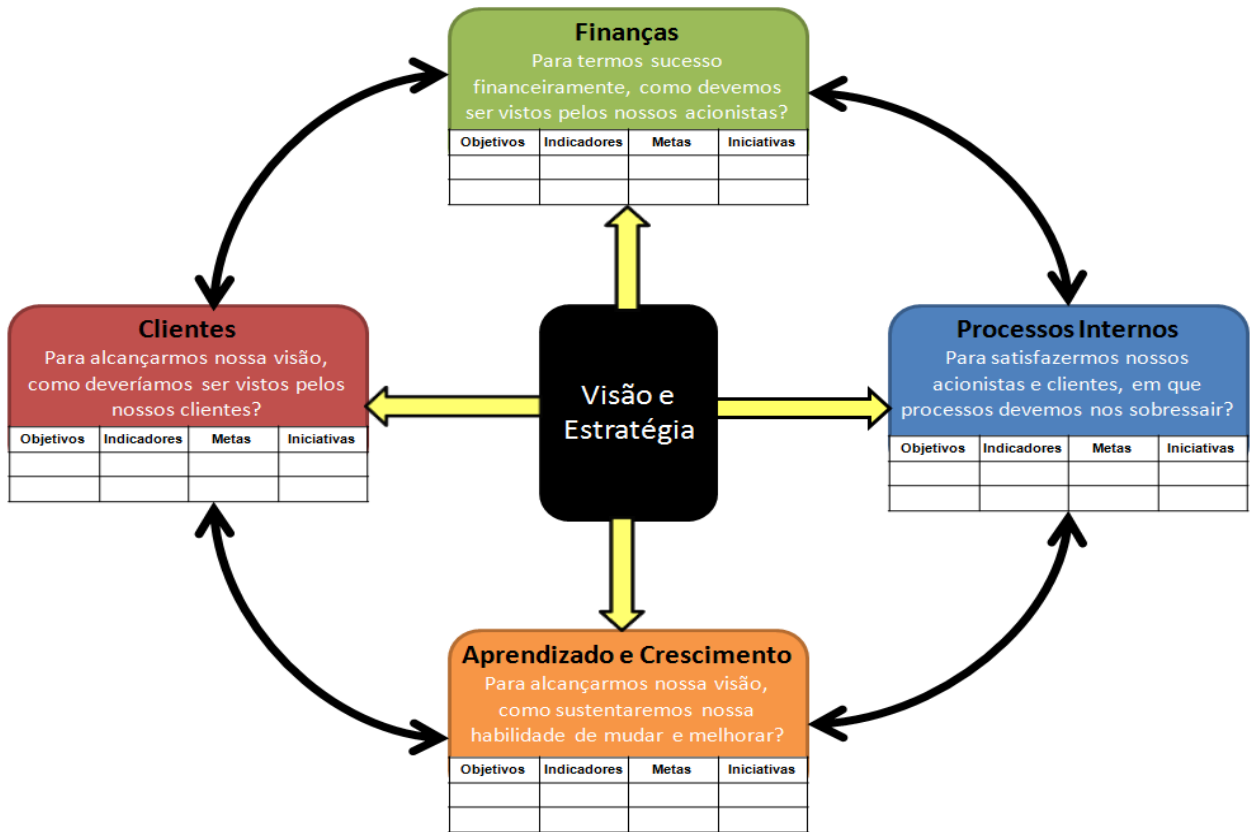 Finanças
Para termos sucesso
financeiramente, como devemos
ser vistos pelos nossos acionistas?
Objetivos Indicadores Metas Iniciativas
Clientes
Para alcançarmos nossa visão,
como deveríamos ser vistos pelos
nossos clientes?
Objetivos Indicadores Metas Iniciativas
Visão e
Estratégia
Processos Internos
Para satisfazermos nossos
acionistas e clientes, em que
processos devemos nos sobressair?
Objetivos Indicadores Metas Iniciativas
Aprendizado e Crescimento
Para alcançarmos nossa visão,
como sustentaremos nossa
habilidade de mudar e melhorar?
Objetivos Indicadores Metas Iniciativas